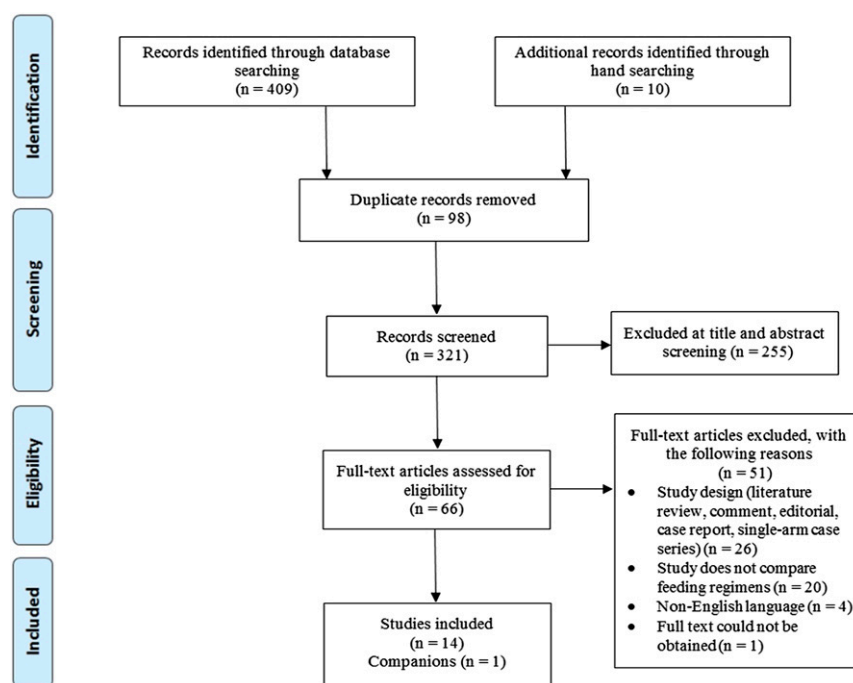 Identification
Records identified through database
searching
(n = 409)
Additional records identified through
hand searching
(n = 10)
Duplicate records removed
(n = 98)
Screening
Records screened
(n = 321)
Excluded at title and abstract
screening (n = 255)
Eligibility
Full-text articles assessed for
eligibility
(n = 66)
Full-text articles excluded, with
the following reasons
(n = 51)
• Study design (literature
review, comment, editorial,
case report, single-arm case
series) (n = 26)
• Study does not compare
feeding regimens (n = 20)
• Non-English language (n = 4)
• Full text could not be
obtained (n = 1)
Included
Studies included
(n = 14)
Companions (n = 1)